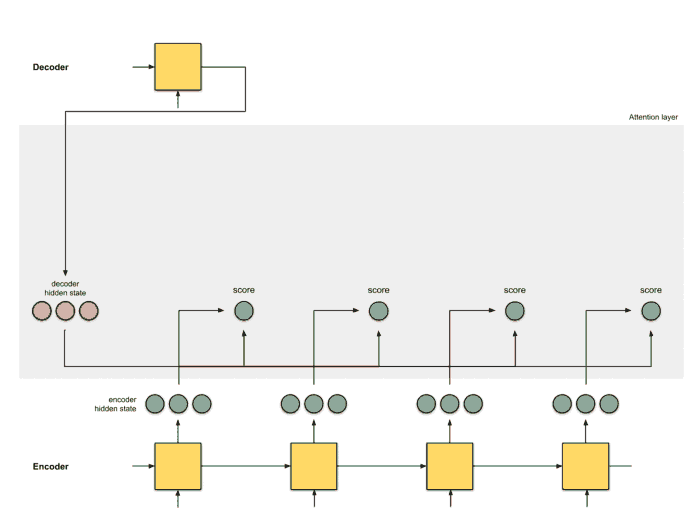 Decoder
Attention layer
decoder
hidden state
score
score
score
score
encoder
hidden state
Encoder